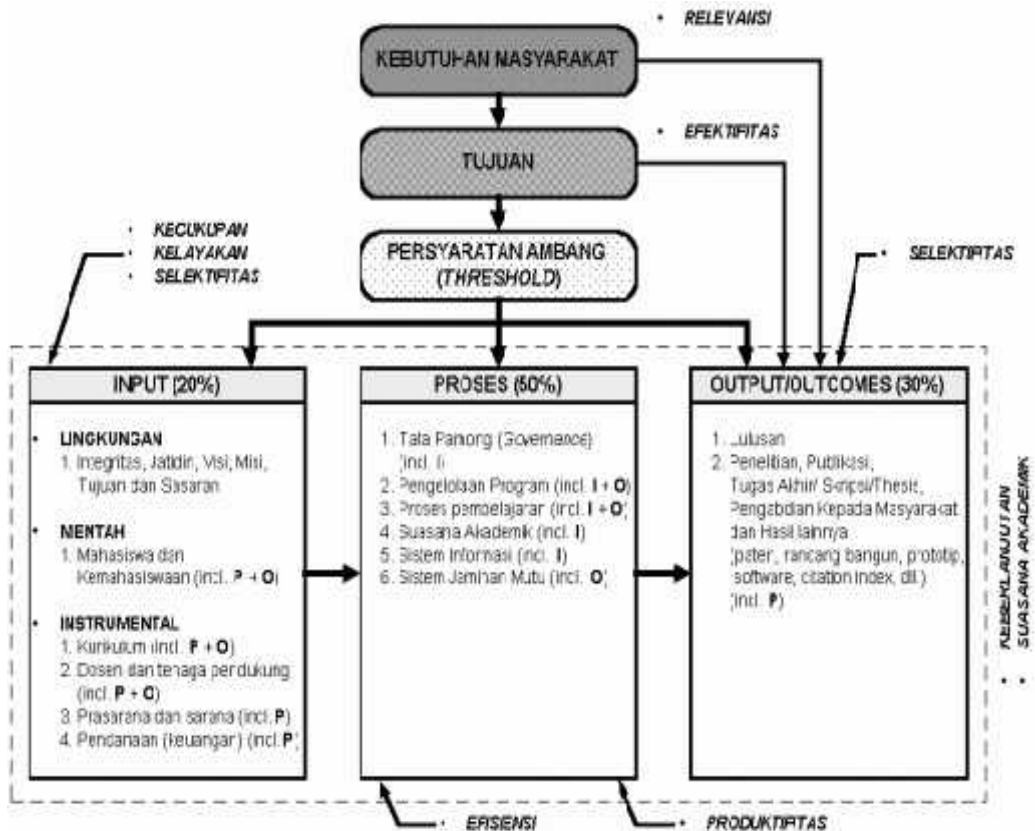 • RELEVANSI
KEBUTUHAN MASYARAKAT
• EFEKTIFITAS
TUJUAN
• KECUKUPAN
• KELAYAKAN
• SELEKTIFITAS
PERSYARATAN AMBANG
(THRESHOLD)
• SELEKTIFITAS
INPUT (20%)
• LINGKUNGAN
1. Integritas, Jatidiri, Visi, Misi,
Tujuan dan Sasaran
• MENTAH
1. Mahasiswa dan
Kemahasiswaan (incl. P + O)
• INSTRUMENTAL
1. Kurikulum (incl. P + O)
2. Dosen dan tenaga pendukung
(incl. P + O)
3. Prasarana dan sarana (incl. P)
4. Pendanaan (keuangan) (incl. P)
PROSES (50%)
1. Tata Pamong (Governance)
(incl. I)
2. Pengelolaan Program (incl. I + O)
3. Proses pembelajaran (incl. I + O)
4. Suasana Akademik (incl. I)
5. Sistem Informasi (incl. I)
6. Sistem Jaminan Mutu (incl. O)
OUTPUT/OUTCOMES (30%)
1. Lulusan
2. Penelitian, Publikasi,
Tugas Akhir/ Skripsi/Thesis,
Pengabdian Kepada Masyarakat
dan Hasil lainnya
(paten, rancang bangun, prototip,
software, citation index, dll.)
(incl. P)
• KEBERLANJUTAN
• SUASANA AKADEMIK
• EFISIENSI
• PRODUKTIFTAS